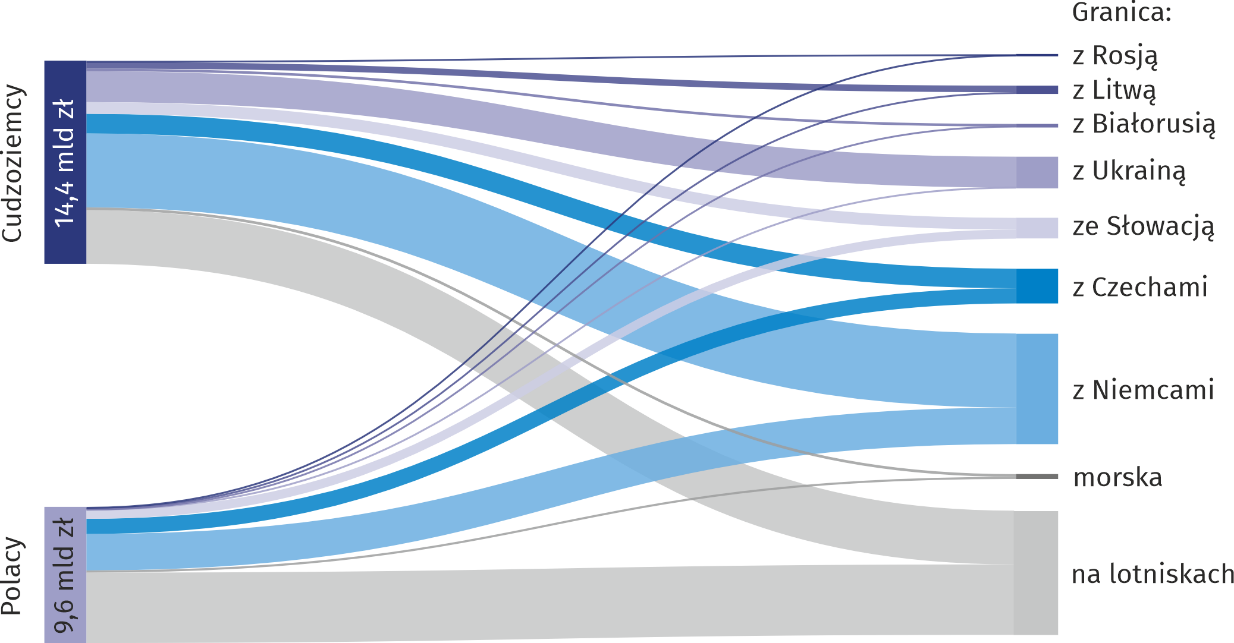 Granica:
Cudzoziemcy
14,4 mld zł
Polacy
9,6 mld zł
z Rosją
z Litwą
z Białorusią
z Ukrainą
ze Słowacją
z Czechami
z Niemcami
morska
na lotniskach